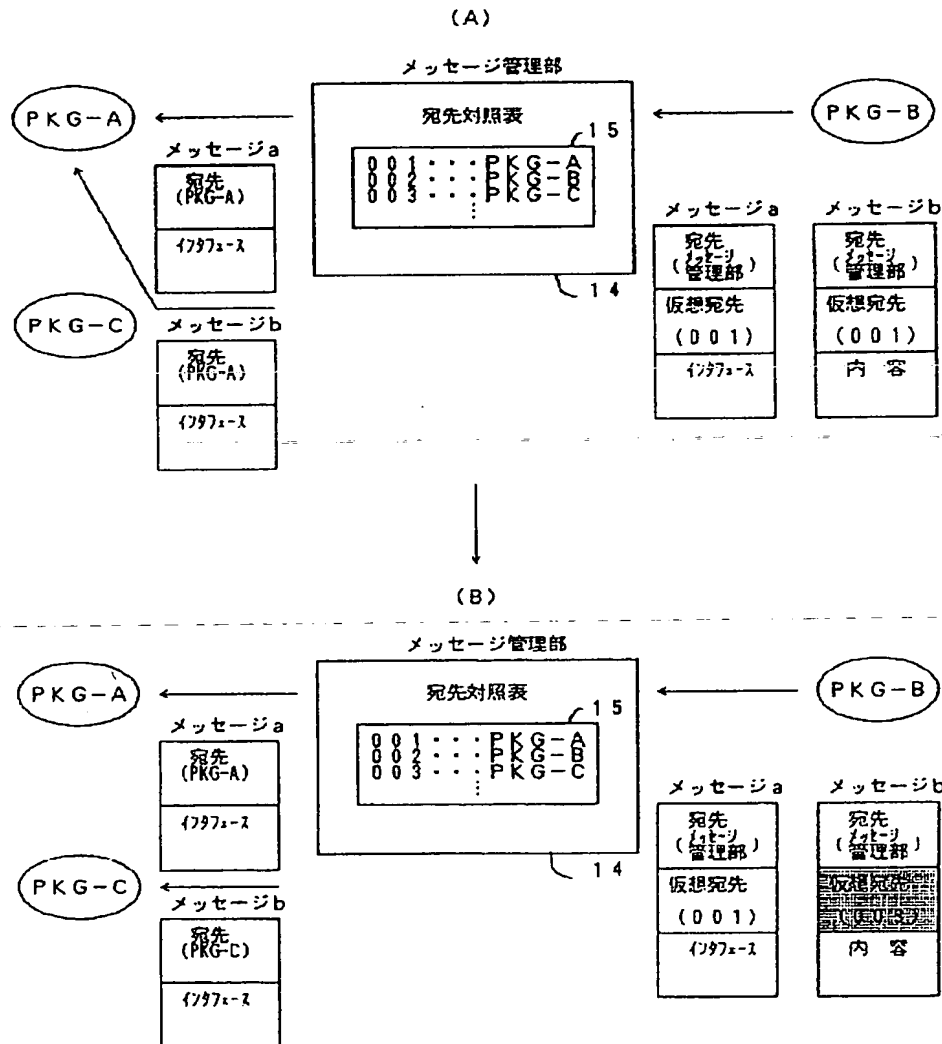 (A)
メッセージ管理部
PKG-A
宛先対照表
PKG-B
15
001・・・PKG-A
002・・・PKG-B
003・・・PKG-C
⋮
14
メッセージa
宛先
(PKG-A)
インタフェース
PKG-C
メッセージb
宛先
(PKG-A)
インタフェース
メッセージa
宛先
(メッセージ
管理部)
仮想宛先
(001)
インタフェース
メッセージb
宛先
(メッセージ
管理部)
仮想宛先
(001)
内 容
(B)
メッセージ管理部
PKG-A
宛先対照表
PKG-B
15
001・・・PKG-A
002・・・PKG-B
003・・・PKG-C
⋮
14
メッセージa
宛先
(PKG-A)
インタフェース
PKG-C
メッセージb
宛先
(PKG-C)
インタフェース
メッセージa
宛先
(メッセージ
管理部)
仮想宛先
(001)
インタフェース
メッセージb
宛先
(メッセージ
管理部)
仮想宛先
(003)
内 容